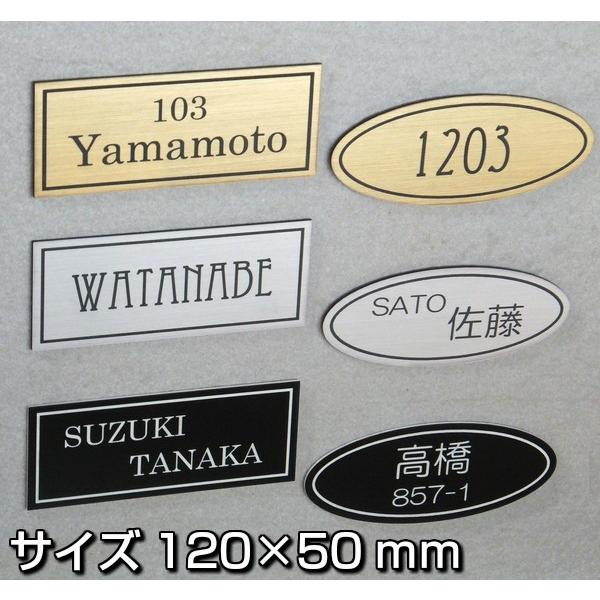 103
Yamamoto
1203
WATANABE
SATO 佐藤
SUZUKI
TANAKA
高橋
857-1
サイズ 120×50 mm